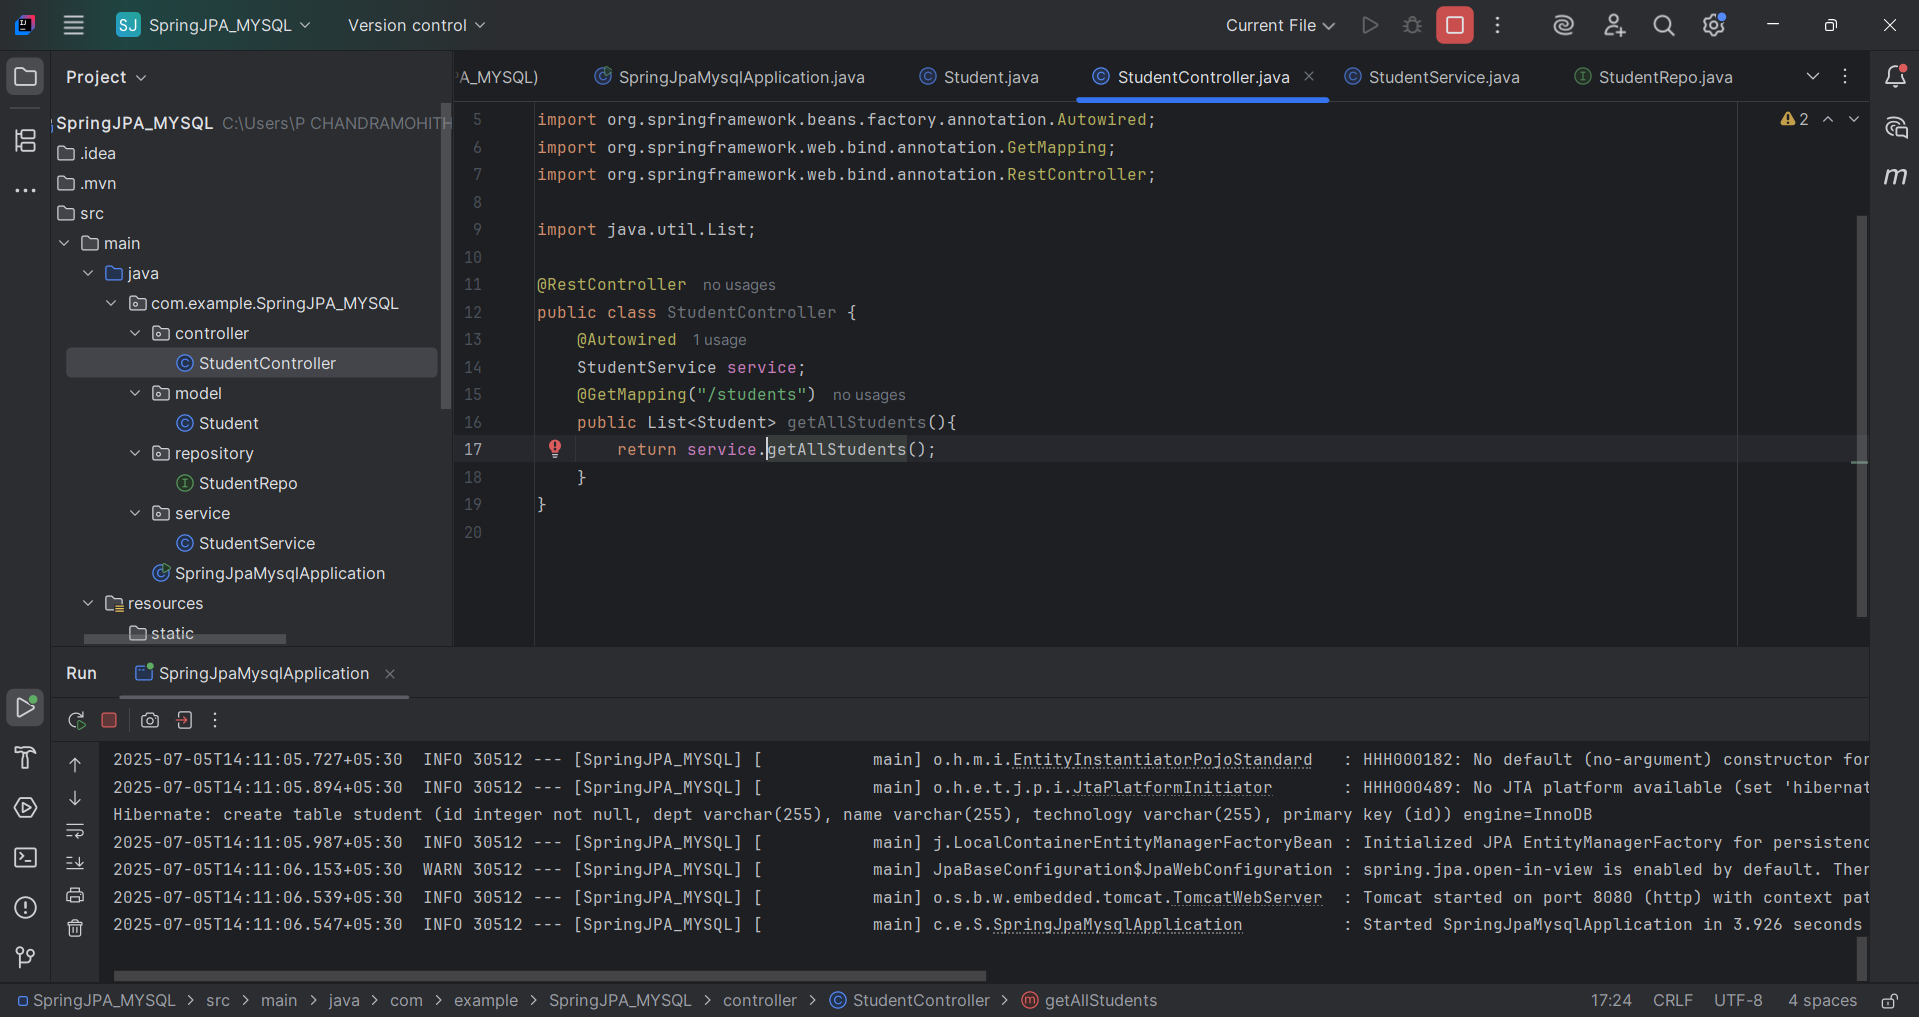 SJ SpringJPA_MYSQL Version control Current File
Project
A_MYSQL) SpringJpaMysqlApplication.java Student.java StudentController.java StudentService.java StudentRepo.java
SpringJPA_MYSQL C:\Users\P CHANDRAMOHITH
.idea
.mvn
src
main
java
com.example.SpringJPA_MYSQL
controller
StudentController
model
Student
repository
StudentRepo
service
StudentService
SpringJpaMysqlApplication
resources
static
2
5 import org.springframework.beans.factory.annotation.Autowired;
6 import org.springframework.web.bind.annotation.GetMapping;
7 import org.springframework.web.bind.annotation.RestController;
8
9 import java.util.List;
10
11 @RestController no usages
12 public class StudentController {
13 @Autowired 1 usage
14 StudentService service;
15 @GetMapping("/students") no usages
16 public List<Student> getAllStudents(){
17 return service.getAllStudents();
18 }
19 }
20
m
Run SpringJpaMysqlApplication
2025-07-05T14:11:05.727+05:30 INFO 30512 --- [SpringJPA_MYSQL] [ main] o.h.m.i.EntityInstantiatorPojoStandard : HHH000182: No default (no-argument) constructor for
2025-07-05T14:11:05.894+05:30 INFO 30512 --- [SpringJPA_MYSQL] [ main] o.h.e.t.j.p.i.JtaPlatformInitiator : HHH000489: No JTA platform available (set 'hibernat
Hibernate: create table student (id integer not null, dept varchar(255), name varchar(255), technology varchar(255), primary key (id)) engine=InnoDB
2025-07-05T14:11:05.987+05:30 INFO 30512 --- [SpringJPA_MYSQL] [ main] j.LocalContainerEntityManagerFactoryBean : Initialized JPA EntityManagerFactory for persistenc
2025-07-05T14:11:06.153+05:30 WARN 30512 --- [SpringJPA_MYSQL] [ main] JpaBaseConfiguration$JpaWebConfiguration : spring.jpa.open-in-view is enabled by default. Ther
2025-07-05T14:11:06.539+05:30 INFO 30512 --- [SpringJPA_MYSQL] [ main] o.s.b.w.embedded.tomcat.TomcatWebServer : Tomcat started on port 8080 (http) with context pat
2025-07-05T14:11:06.547+05:30 INFO 30512 --- [SpringJPA_MYSQL] [ main] c.e.S.SpringJpaMysqlApplication : Started SpringJpaMysqlApplication in 3.926 seconds
SpringJPA_MYSQL > src > main > java > com > example > SpringJPA_MYSQL > controller > StudentController > getAllStudents 17:24 CRLF UTF-8 4 spaces